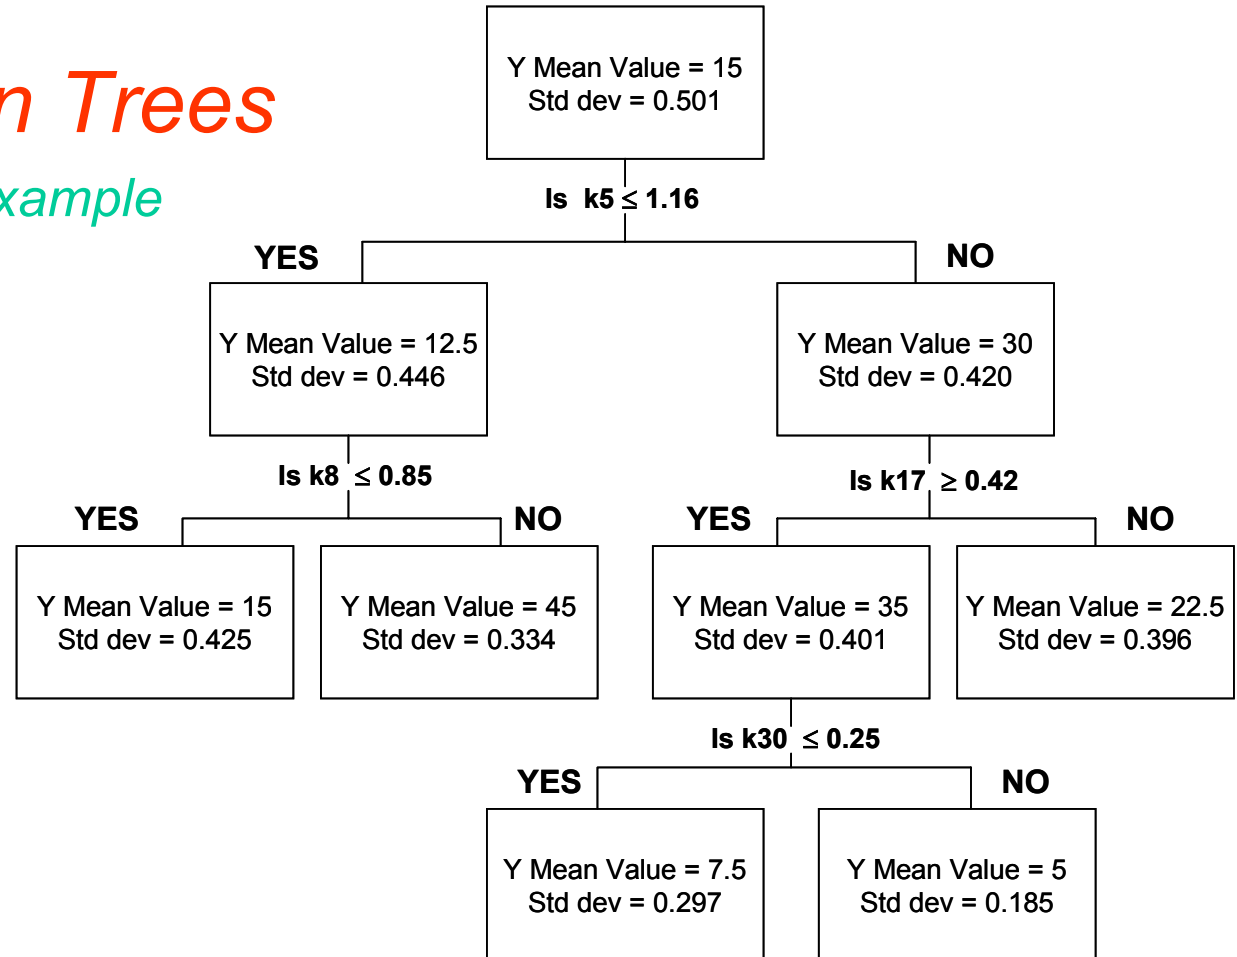 n Trees
xample
Y Mean Value = 15
Std dev = 0.501
Is k5 ≤ 1.16
YES
NO
Y Mean Value = 12.5
Std dev = 0.446
Y Mean Value = 30
Std dev = 0.420
Is k8 ≤ 0.85
Is k17 ≥ 0.42
YES
NO
YES
NO
Y Mean Value = 15
Std dev = 0.425
Y Mean Value = 45
Std dev = 0.334
Y Mean Value = 35
Std dev = 0.401
Y Mean Value = 22.5
Std dev = 0.396
Is k30 ≤ 0.25
YES
NO
Y Mean Value = 7.5
Std dev = 0.297
Y Mean Value = 5
Std dev = 0.185